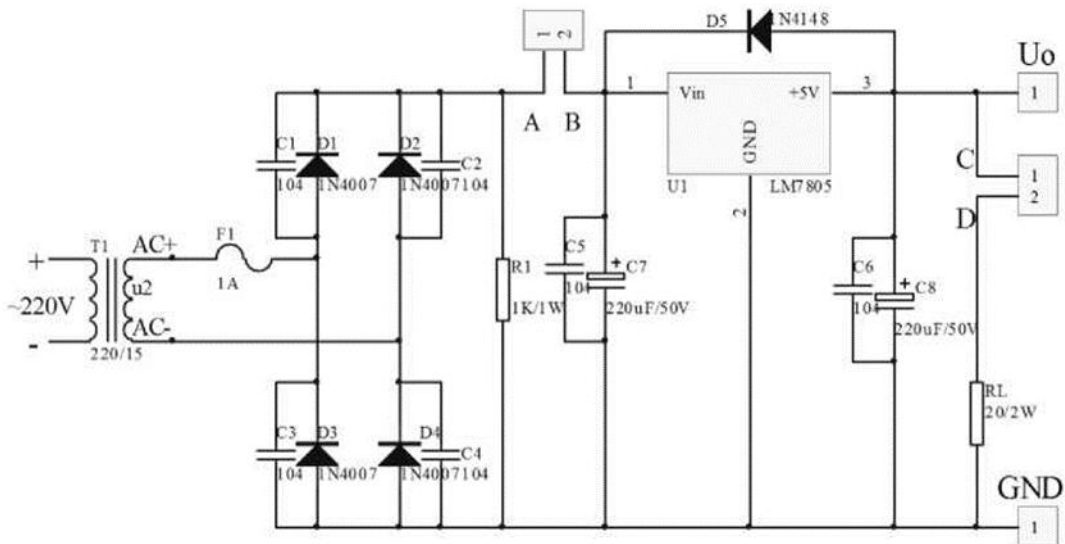 D5
1N4148
1
2
Uo
1
A
B
1
Vin
+5V
3
GND
U1
LM7805
2
C
1
2
D
C1
104
D1
1N4007
D2
1N4007
C2
104
T1
AC+
F1
+
~220V
-
u2
1A
AC-
220/15
R1
1K/1W
C5
104
+
C7
220uF/50V
C6
104
+
C8
220uF/50V
RL
20/2W
C3
104
D3
1N4007
D4
1N4007
C4
104
GND
1